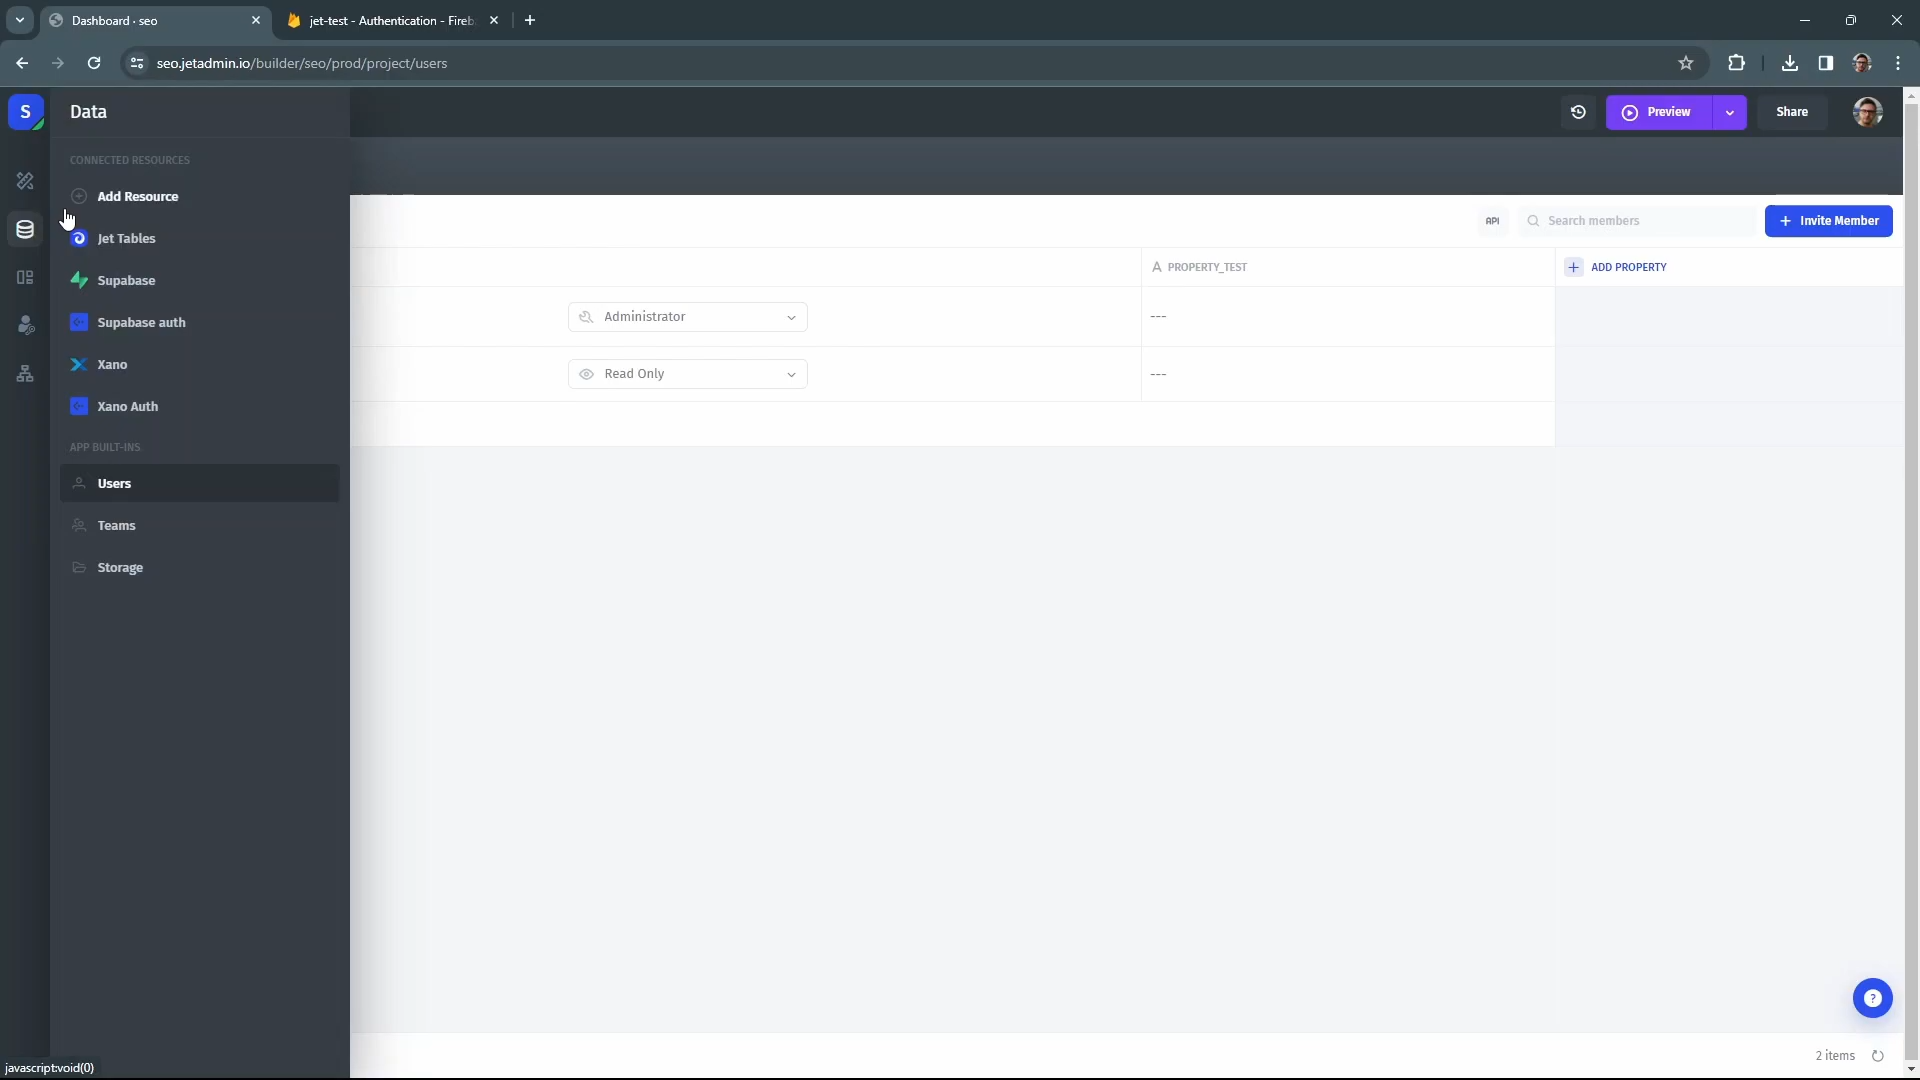 Dashboard · seo
jet-test - Authentication - Fireb
seo.jetadmin.io/builder/seo/prod/project/users
S
Data
Preview
Share
CONNECTED RESOURCES
Add Resource
Jet Tables
Supabase
Supabase auth
Xano
Xano Auth
APP BUILT-INS
Users
Teams
Storage
API
Search members
+ Invite Member
A PROPERTY_TEST
+ ADD PROPERTY
Administrator
---
Read Only
---
?
2 items
javascript:void(0)